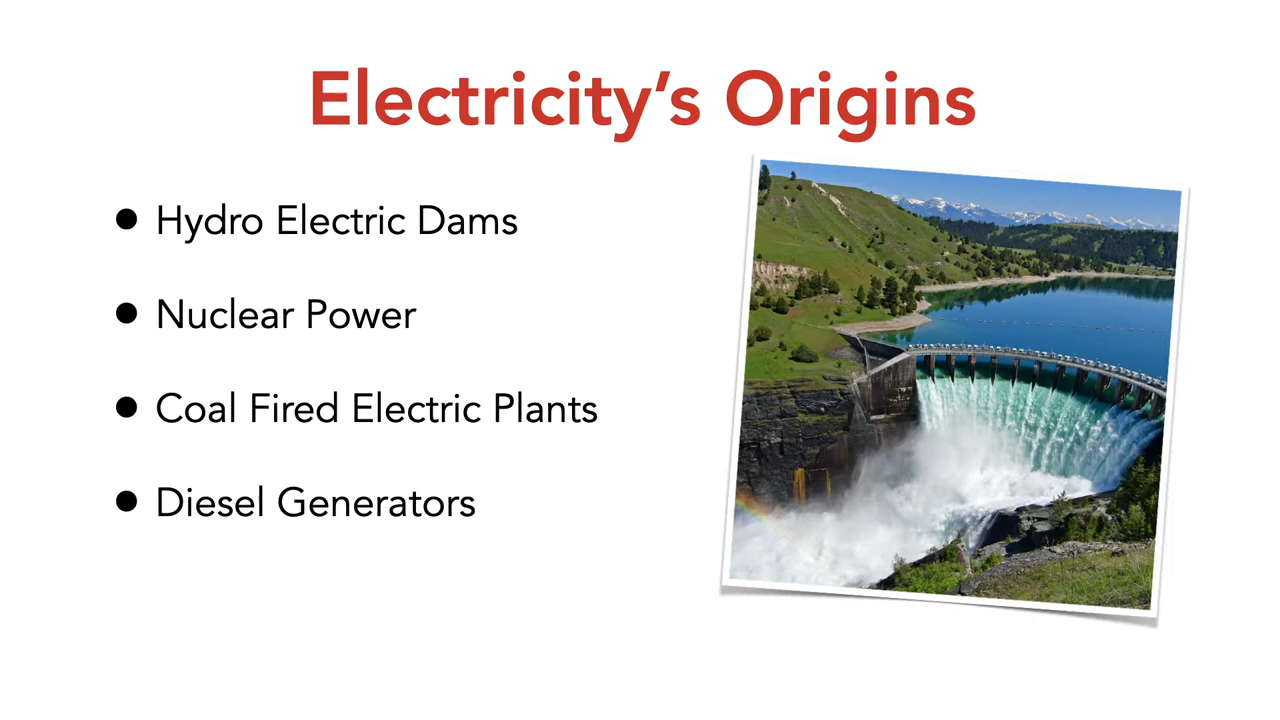 Electricity’s Origins
• Hydro Electric Dams
• Nuclear Power
• Coal Fired Electric Plants
• Diesel Generators